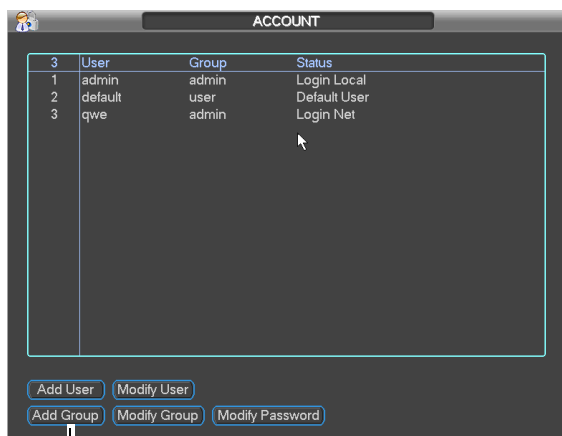 ACCOUNT
3 User Group Status
1 admin admin Login Local
2 default user Default User
3 qwe admin Login Net
Add User Modify User
Add Group Modify Group Modify Password